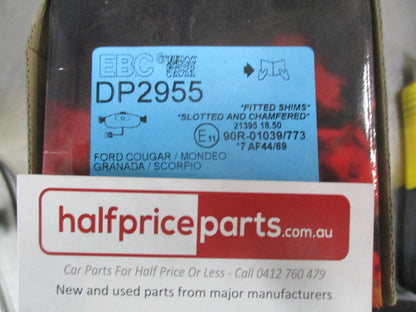 EBC
DP2955
*FITTED SHIMS*
*SLOTTED AND CHAMFERED*
21395 18.50
E11 90R-01039/773
*7 AF44/89
FORD COUGAR / MONDEO
GRANADA / SCORPIO
halfpriceparts.com.au
Car Parts For Half Price Or Less - Call 0412 760 479
New and used parts from major manufacturers